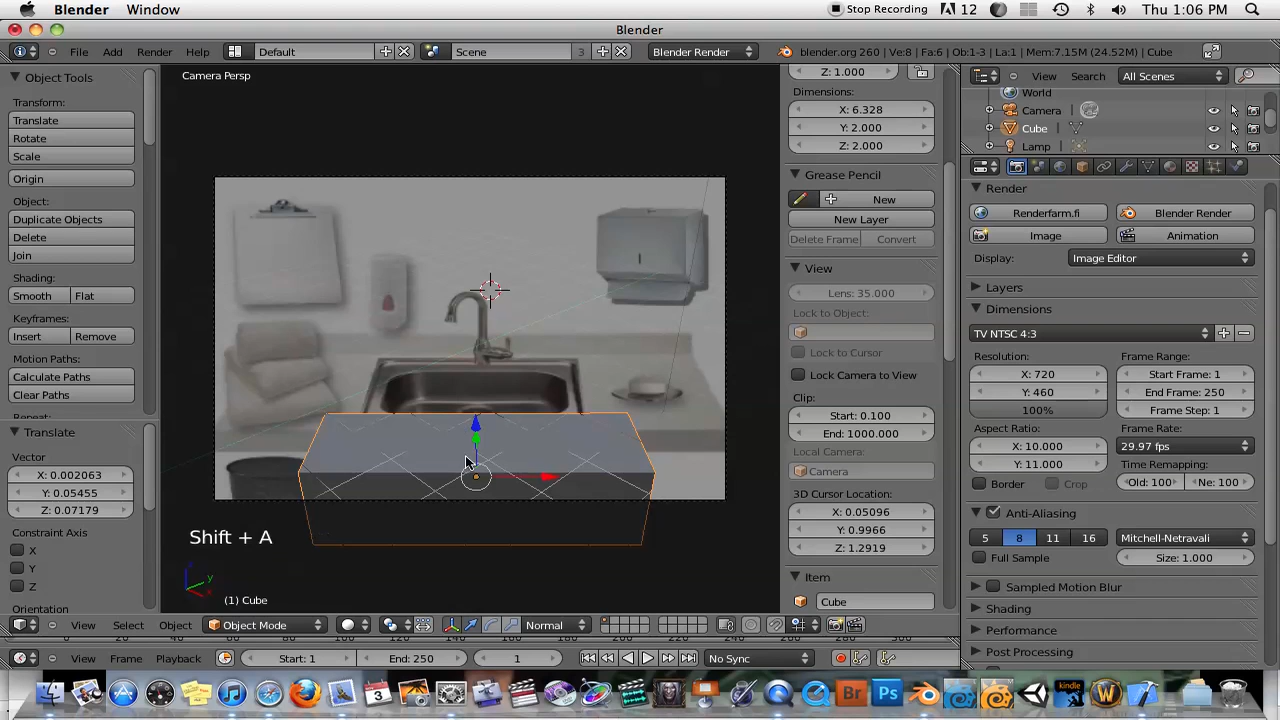 Blender Window Stop Recording 12 Thu 1:06 PM
Blender
File Add Render Help Default Scene 3 Blender Render blender.org 260 | Ve:8 | Fa:6 | Ob:1-3 | La:1 | Mem:7.15M (24.52M) | Cube
Object Tools
Transform:
Translate
Rotate
Scale
Origin
Object:
Duplicate Objects
Delete
Join
Shading:
Smooth Flat
Keyframes:
Insert Remove
Motion Paths:
Calculate Paths
Clear Paths
Repeat:
Translate
Vector
X: 0.002063
Y: 0.05455
Z: 0.07179
Constraint Axis
X
Y
Z
Orientation
Camera Persp
Shift + A
(1) Cube
View Select Object Object Mode Normal
Z: 1.000
Dimensions:
X: 6.328
Y: 2.000
Z: 2.000
Grease Pencil
New
New Layer
Delete Frame Convert
View
Lens: 35.000
Lock to Object:
Lock to Cursor
Lock Camera to View
Clip:
Start: 0.100
End: 1000.000
Local Camera:
Camera
3D Cursor Location:
X: 0.05096
Y: 0.9966
Z: 1.2919
Item
Cube
View Search All Scenes
World
Camera
Cube
Lamp
Render
Renderfarm.fi Blender Render
Image Animation
Display: Image Editor
Layers
Dimensions
TV NTSC 4:3
Resolution: Frame Range:
X: 720 Start Frame: 1
Y: 460 End Frame: 250
100% Frame Step: 1
Aspect Ratio: Frame Rate:
X: 10.000 29.97 fps
Y: 11.000 Time Remapping:
Border Crop Old: 100 Ne: 100
Anti-Aliasing
5 8 11 16 Mitchell-Netravali
Full Sample Size: 1.000
Sampled Motion Blur
Shading
Performance
Post Processing
View Frame Playback Start: 1 End: 250 1 No Sync
3 Br Ps kindle W